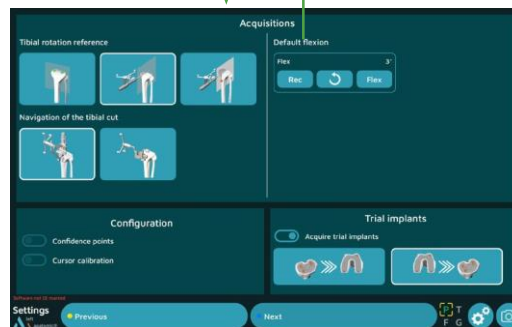 Acquisitions
Tibial rotation reference
Default flexion
Flex 3°
Rec Flex
Navigation of the tibial cut
Configuration
Confidence points
Cursor calibration
Trial implants
Acquire trial implants
Settings
Previous
Next
P T
F G